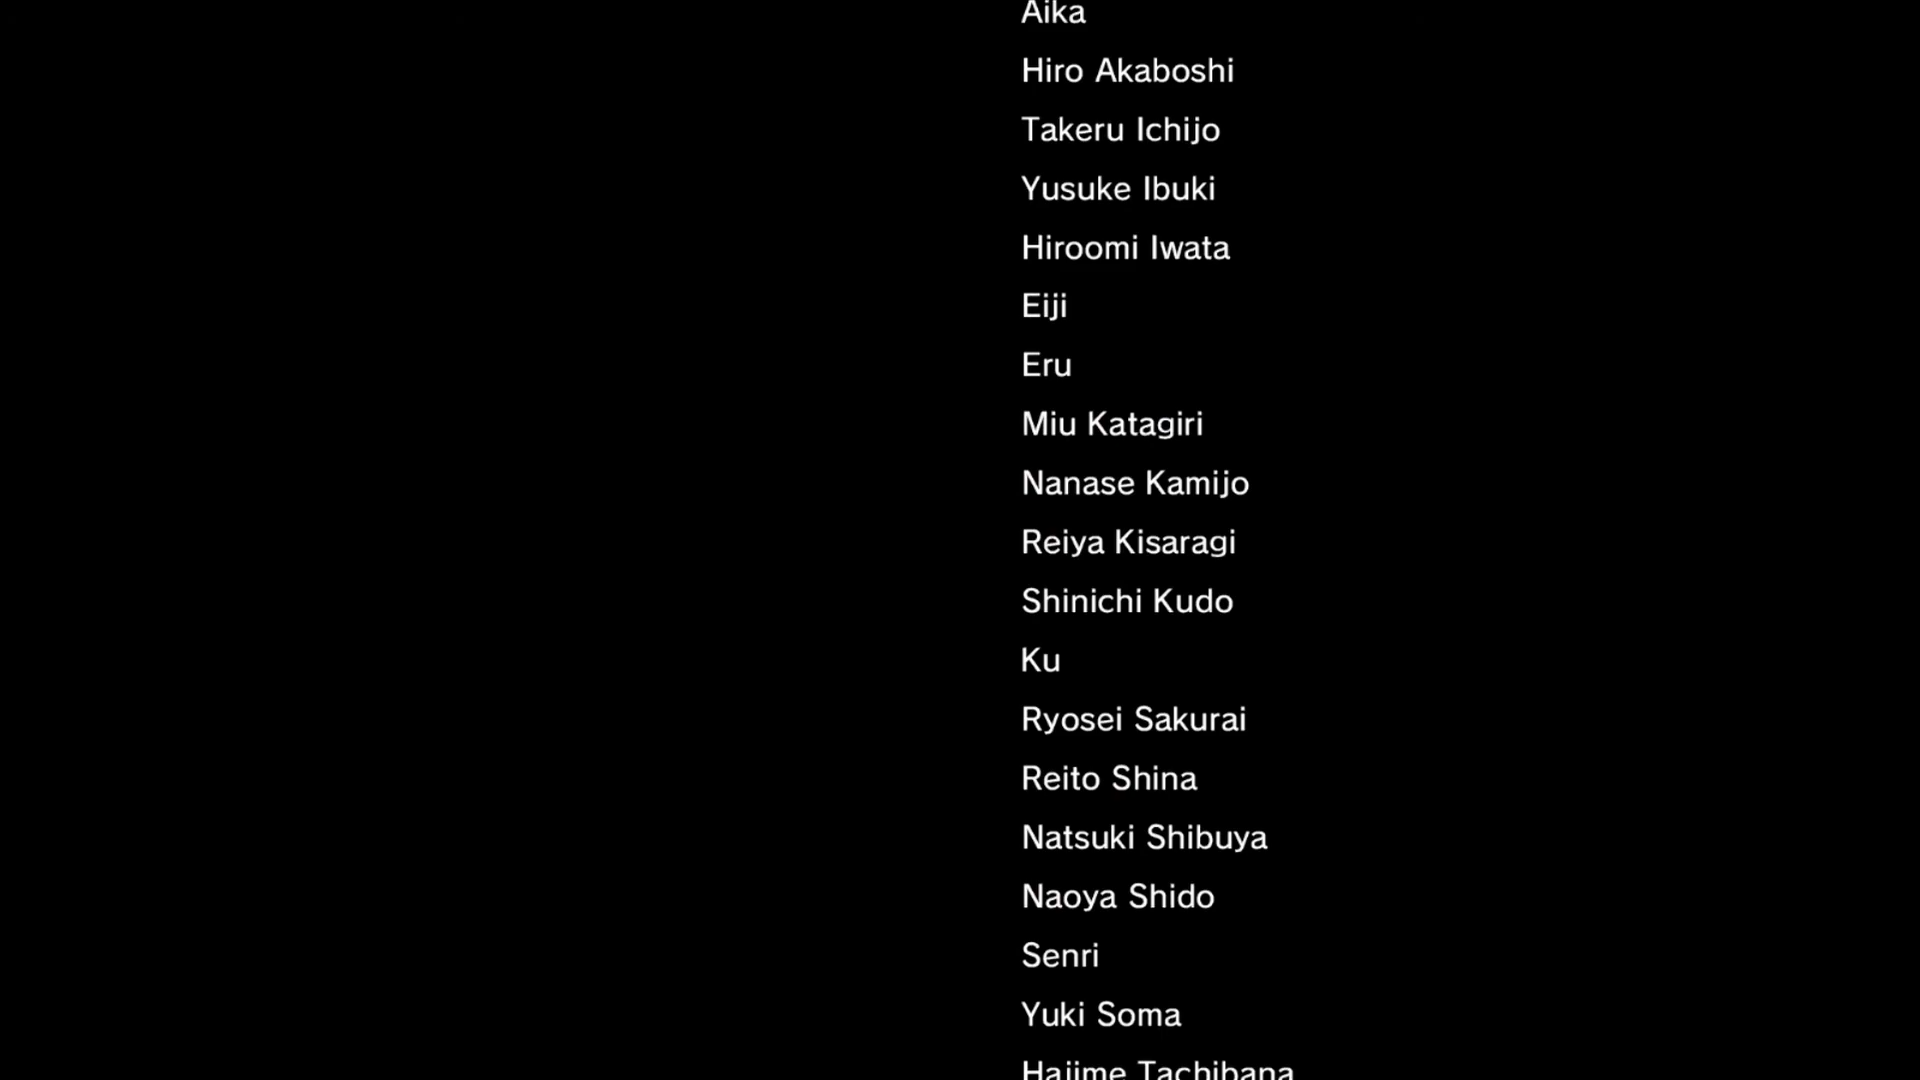 Aika
Hiro Akaboshi
Takeru Ichijo
Yusuke Ibuki
Hiroomi Iwata
Eiji
Eru
Miu Katagiri
Nanase Kamijo
Reiya Kisaragi
Shinichi Kudo
Ku
Ryosei Sakurai
Reito Shina
Natsuki Shibuya
Naoya Shido
Senri
Yuki Soma
Hajime Tachibana